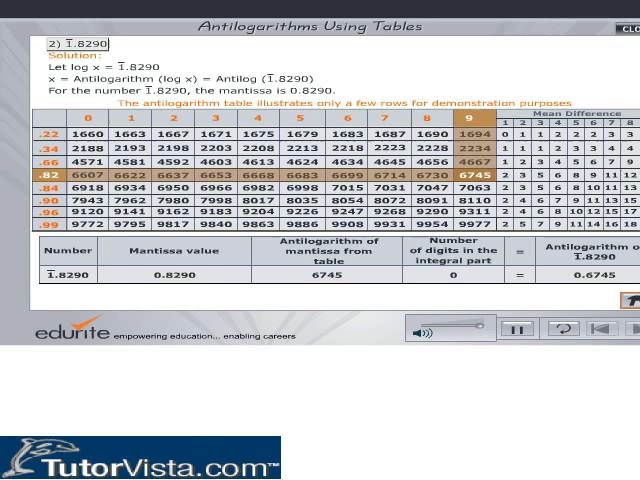 Antilogarithms Using Tables
CLO
2) 1̅.8290
Solution:
Let log x = 1̅.8290
x = Antilogarithm (log x) = Antilog (1̅.8290)
For the number 1̅.8290, the mantissa is 0.8290.
The antilogarithm table illustrates only a few rows for demonstration purposes
0 1 2 3 4 5 6 7 8 9 Mean Difference
1 2 3 4 5 6 7 8
.22 1660 1663 1667 1671 1675 1679 1683 1687 1690 1694 0 1 1 2 2 2 3 3
.34 2188 2193 2198 2203 2208 2213 2218 2223 2228 2234 1 1 1 2 3 3 4 4
.66 4571 4581 4592 4603 4613 4624 4634 4645 4656 4667 1 2 3 4 5 6 7 9
.82 6607 6622 6637 6653 6668 6683 6699 6714 6730 6745 2 3 5 6 8 9 11 12
.84 6918 6934 6950 6966 6982 6998 7015 7031 7047 7063 2 3 5 6 8 10 11 13
.90 7943 7962 7980 7998 8017 8035 8054 8072 8091 8110 2 4 6 7 9 11 13 15
.96 9120 9141 9162 9183 9204 9226 9247 9268 9290 9311 2 4 6 8 10 12 15 17
.99 9772 9795 9817 9840 9863 9886 9908 9931 9954 9977 2 5 7 9 11 14 16 18
Number Mantissa value Antilogarithm of mantissa from table Number of digits in the integral part = Antilogarithm o 1̅.8290
1̅.8290 0.8290 6745 0 = 0.6745
edurite empowering education... enabling careers
TutorVista.com™